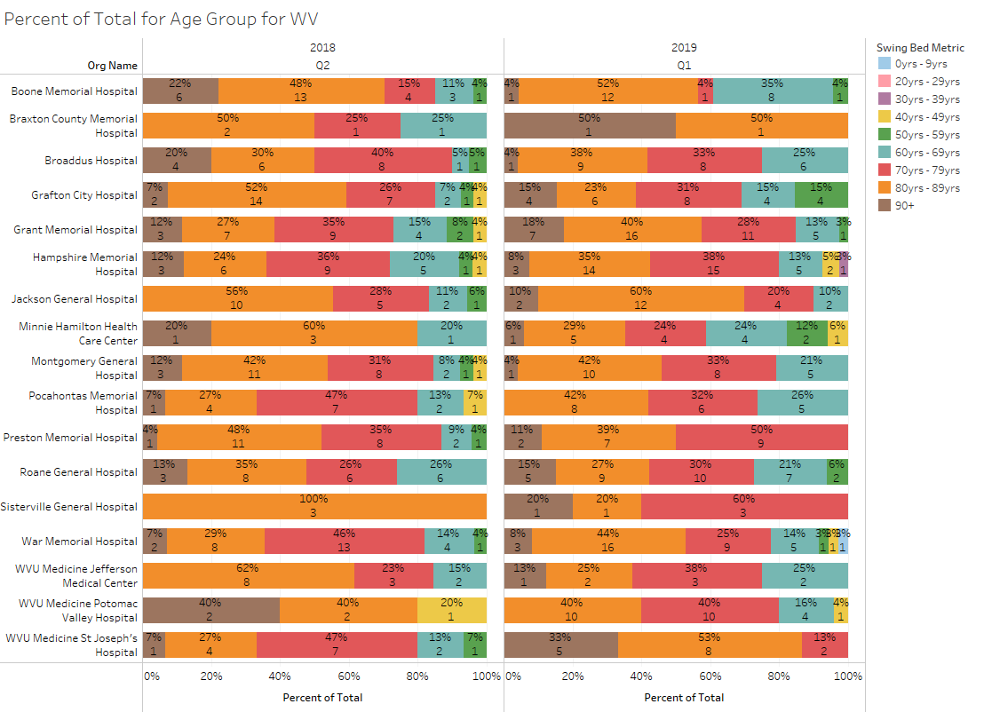 Percent of Total for Age Group for WV
2018 2019 Swing Bed Metric
Org Name Q2 Q1
0yrs - 9yrs
20yrs - 29yrs
30yrs - 39yrs
40yrs - 49yrs
50yrs - 59yrs
60yrs - 69yrs
70yrs - 79yrs
80yrs - 89yrs
90+
Boone Memorial Hospital
22% 48% 15% 11% 4% 4% 52% 4% 35% 4%
6 13 4 3 1 1 12 1 8 1
Braxton County Memorial
Hospital
50% 25% 25% 50% 50%
2 1 1 1 1
Broaddus Hospital
20% 30% 40% 5% 5% 4% 38% 33% 25%
4 6 8 1 1 1 9 8 6
Grafton City Hospital
7% 52% 26% 7% 4% 4% 15% 23% 31% 15% 15%
2 14 7 2 1 1 4 6 8 4 4
Grant Memorial Hospital
12% 27% 35% 15% 8% 4% 18% 40% 28% 13% 3%
3 7 9 4 2 1 7 16 11 5 1
Hampshire Memorial
Hospital
12% 24% 36% 20% 4% 4% 8% 35% 38% 13% 5% 3%
3 6 9 5 1 1 3 14 15 5 2 1
Jackson General Hospital
56% 28% 11% 6% 10% 60% 20% 10%
10 5 2 1 2 12 4 2
Minnie Hamilton Health
Care Center
20% 60% 20% 6% 29% 24% 24% 12% 6%
1 3 1 1 5 4 4 2 1
Montgomery General
Hospital
12% 42% 31% 8% 4% 4% 4% 42% 33% 21%
3 11 8 2 1 1 1 10 8 5
Pocahontas Memorial
Hospital
7% 27% 47% 13% 7% 42% 32% 26%
1 4 7 2 1 8 6 5
Preston Memorial Hospital
4% 48% 35% 9% 4% 11% 39% 50%
1 11 8 2 1 2 7 9
Roane General Hospital
13% 35% 26% 26% 15% 27% 30% 21% 6%
3 8 6 6 5 9 10 7 2
Sisterville General Hospital
100% 20% 20% 60%
3 1 1 3
War Memorial Hospital
7% 29% 46% 14% 4% 8% 44% 25% 14% 3% 3% 3%
2 8 13 4 1 3 16 9 5 1 1 1
WVU Medicine Jefferson
Medical Center
62% 23% 15% 13% 25% 38% 25%
8 3 2 1 2 3 2
WVU Medicine Potomac
Valley Hospital
40% 40% 20% 40% 40% 16% 4%
2 2 1 10 10 4 1
WVU Medicine St Joseph's
Hospital
7% 27% 47% 13% 7% 33% 53% 13%
1 4 7 2 1 5 8 2
0% 20% 40% 60% 80% 100% 0% 20% 40% 60% 80% 100%
Percent of Total Percent of Total